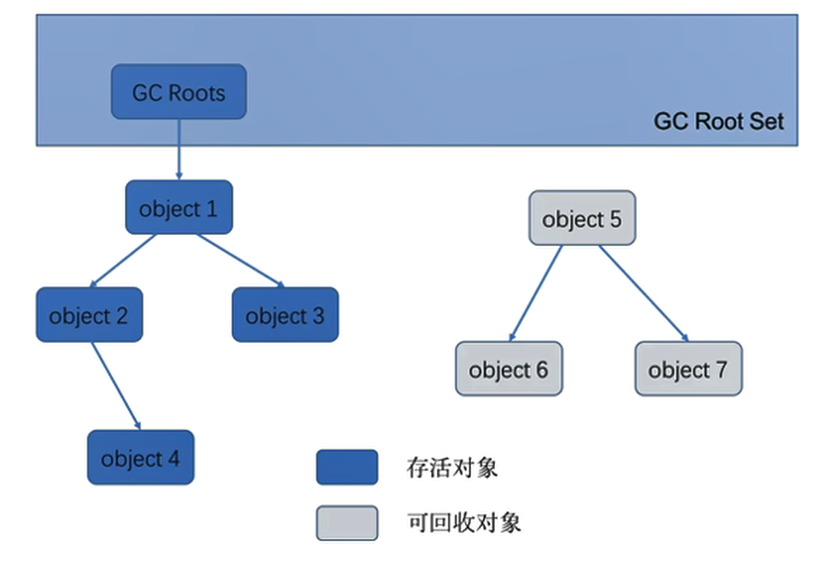 GC Roots
GC Root Set
object 1
object 5
object 2
object 3
object 6
object 7
object 4
存活对象
可回收对象